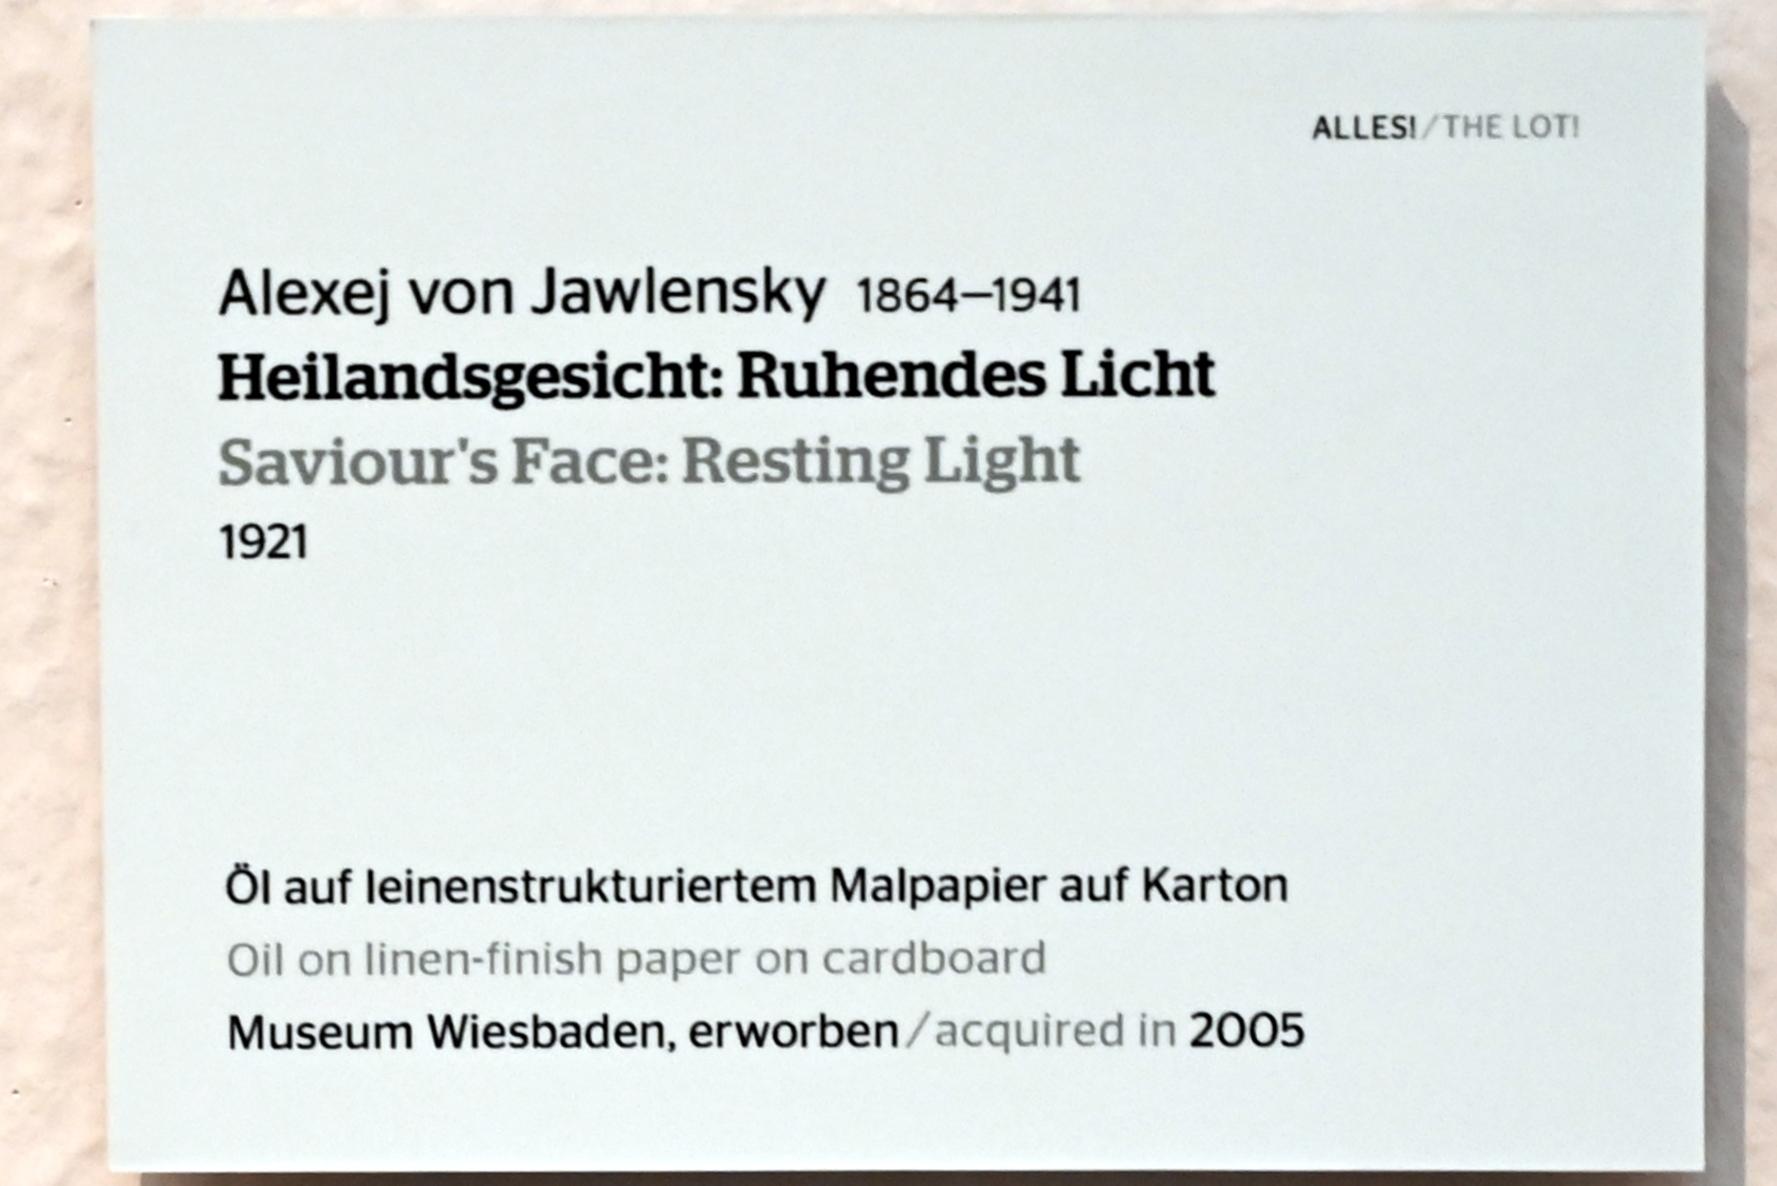 ALLES!/THE LOT!
Alexej von Jawlensky 1864–1941
Heilandsgesicht: Ruhendes Licht
Saviour's Face: Resting Light
1921
Öl auf leinenstrukturiertem Malpapier auf Karton
Oil on linen-finish paper on cardboard
Museum Wiesbaden, erworben/acquired in 2005